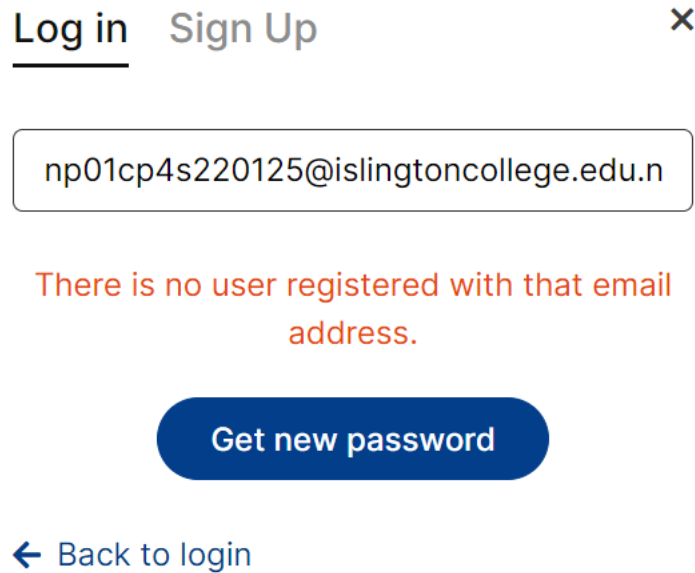 Log in Sign Up ×
np01cp4s220125@islingtoncollege.edu.n
There is no user registered with that email
address.
Get new password
← Back to login